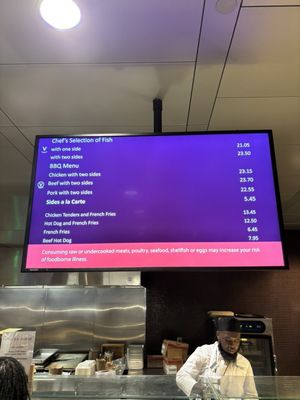 Chef's Selection of Fish
with one side 21.05
with two sides 23.50
BBQ Menu
Chicken with two sides 23.15
Beef with two sides 23.70
Pork with two sides 22.55
Sides a la Carte 5.45
Chicken Tenders and French Fries 13.45
Hot Dog and French Fries 12.50
French Fries 6.45
Beef Hot Dog 7.95
Consuming raw or undercooked meats, poultry, seafood, shellfish or eggs may increase your risk
of foodborne illness.